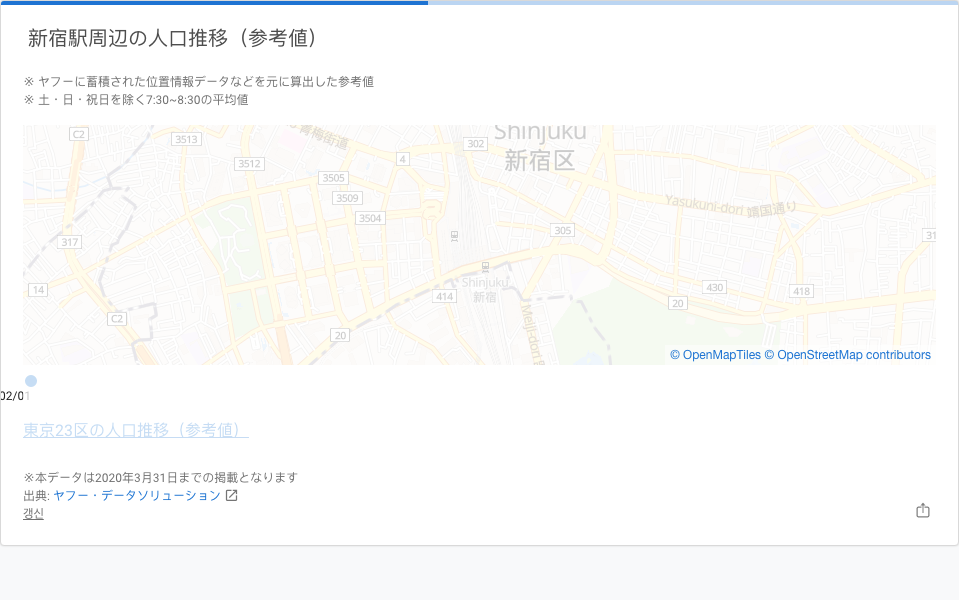 新宿駅周辺の人口推移（参考値）
※ ヤフーに蓄積された位置情報データなどを元に算出した参考値
※ 土・日・祝日を除く7:30~8:30の平均値
Shinjuku
新宿区
C2
3513
青梅街道
302
3512
4
3505
3509
Yasukuni-dori 靖国通り
3504
305
317
31
Shinjuku
新宿
14
414
430
418
20
C2
Meiji-dori
20
© OpenMapTiles © OpenStreetMap contributors
02/01
東京23区の人口推移（参考値）
※本データは2020年3月31日までの掲載となります
出典: ヤフー・データソリューション
갱신